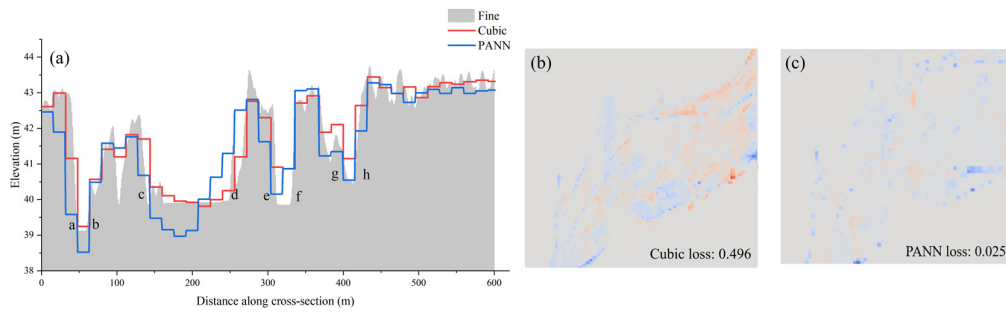 Fine
Cubic
PANN
(a)
44
43
42
41
40
39
38
Elevation (m)
a
b
c
d
e
f
g
h
0
100
200
300
400
500
600
Distance along cross-section (m)
(b)
Cubic loss: 0.496
(c)
PANN loss: 0.025